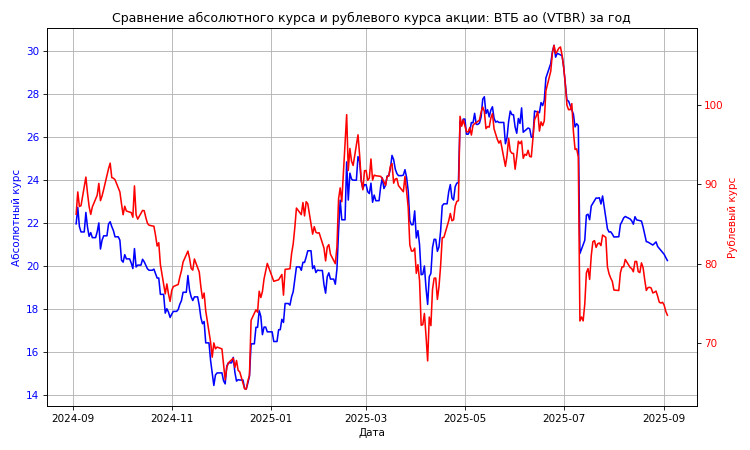 Сравнение абсолютного курса и рублевого курса акции: ВТБ ао (VTBR) за год
Абсолютный курс
30
28
26
24
22
20
18
16
14
100
90
80
70
Рублевый курс
2024-09 2024-11 2025-01 2025-03 2025-05 2025-07 2025-09
Дата